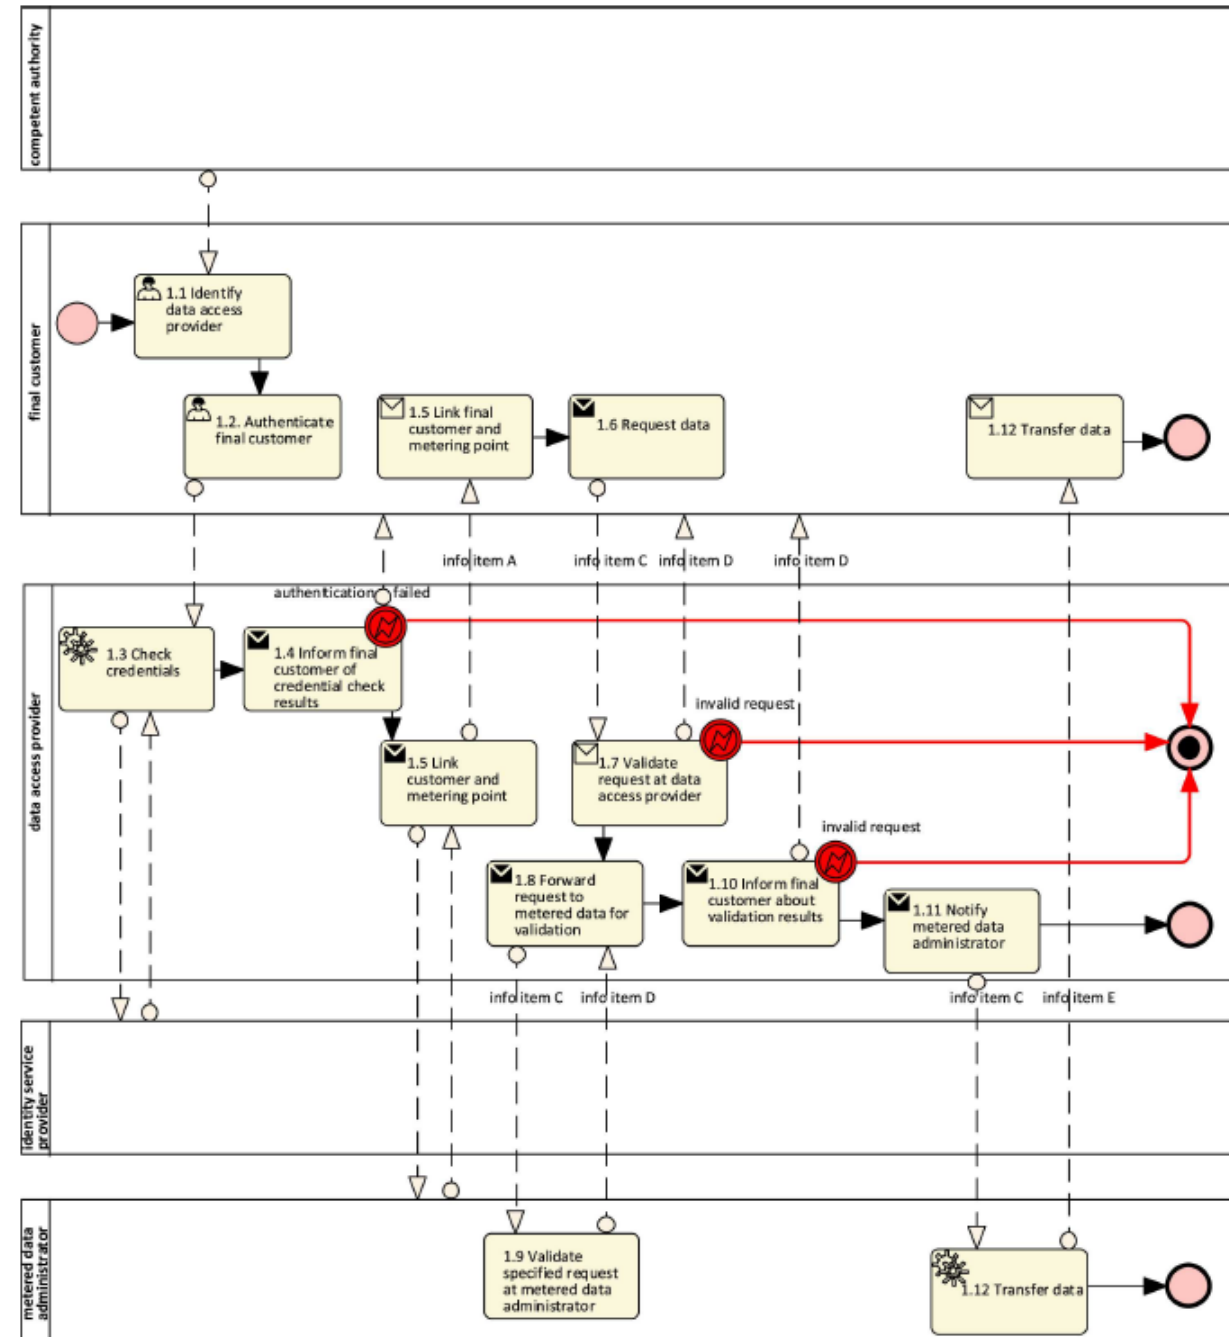 competent authority
final customer
1.1 Identify
data access
provider
1.2. Authenticate
final customer
1.5 Link final
customer and
metering point
1.6 Request data
1.12 Transfer data
info item A
info item C
info item D
info item D
data access provider
authentication failed
1.3 Check
credentials
1.4 Inform final
customer of
credential check
results
invalid request
1.5 Link
customer and
metering point
1.7 Validate
request at data
access provider
invalid request
1.8 Forward
request to
metered data for
validation
1.10 Inform final
customer about
validation results
1.11 Notify
metered data
administrator
info item C
info item D
info item C
info item E
identity service
provider
metered data
administrator
1.9 Validate
specified request
at metered data
administrator
1.12 Transfer data